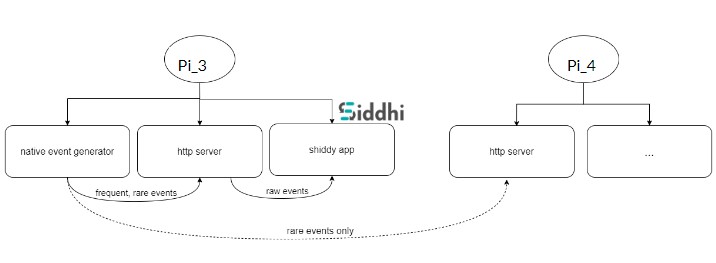 Pi_3
Pi_4
Siddhi
native event generator
http server
shiddy app
http server
...
frequent, rare events
raw events
rare events only